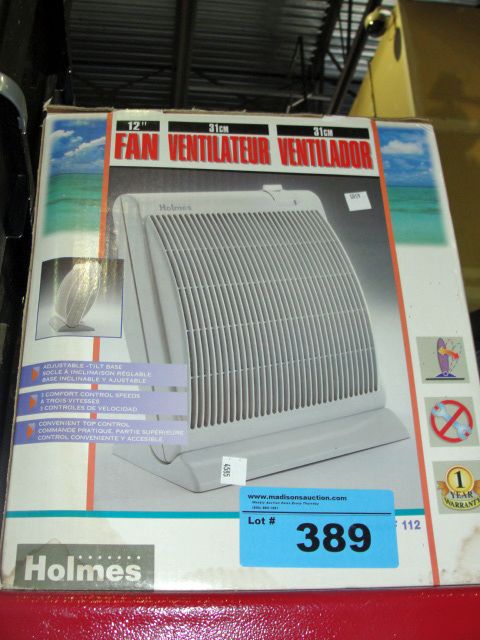 12" 31CM 31CM
FAN VENTILATEUR VENTILADOR
Holmes
ADJUSTABLE-TILT BASE
SOCLE À INCLINAISON RÉGLABLE
BASE INCLINABLE Y AJUSTABLE
3 COMFORT CONTROL SPEEDS
À TROIS VITESSES
3 CONTROLES DE VELOCIDAD
CONVENIENT TOP CONTROL
COMMANDE PRATIQUE, PARTIE SUPÉRIEURE
CONTROL CONVENIENTE Y ACCESIBLE
4585
1
YEAR
WARRANTY
www.madisonsauction.com
Lot # 389
112
Holmes